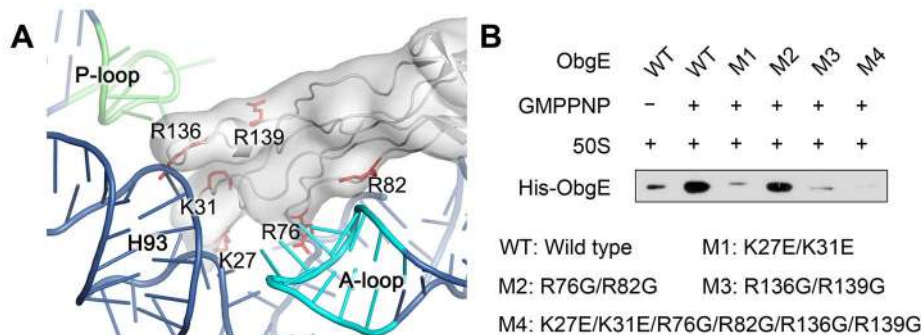 A
P-loop
R136
R139
R82
K31
R76
H93
K27
A-loop
B
ObgE WT WT M1 M2 M3 M4
GMPPNP − + + + + +
50S + + + + + +
His-ObgE
WT: Wild type M1: K27E/K31E
M2: R76G/R82G M3: R136G/R139G
M4: K27E/K31E/R76G/R82G/R136G/R139G